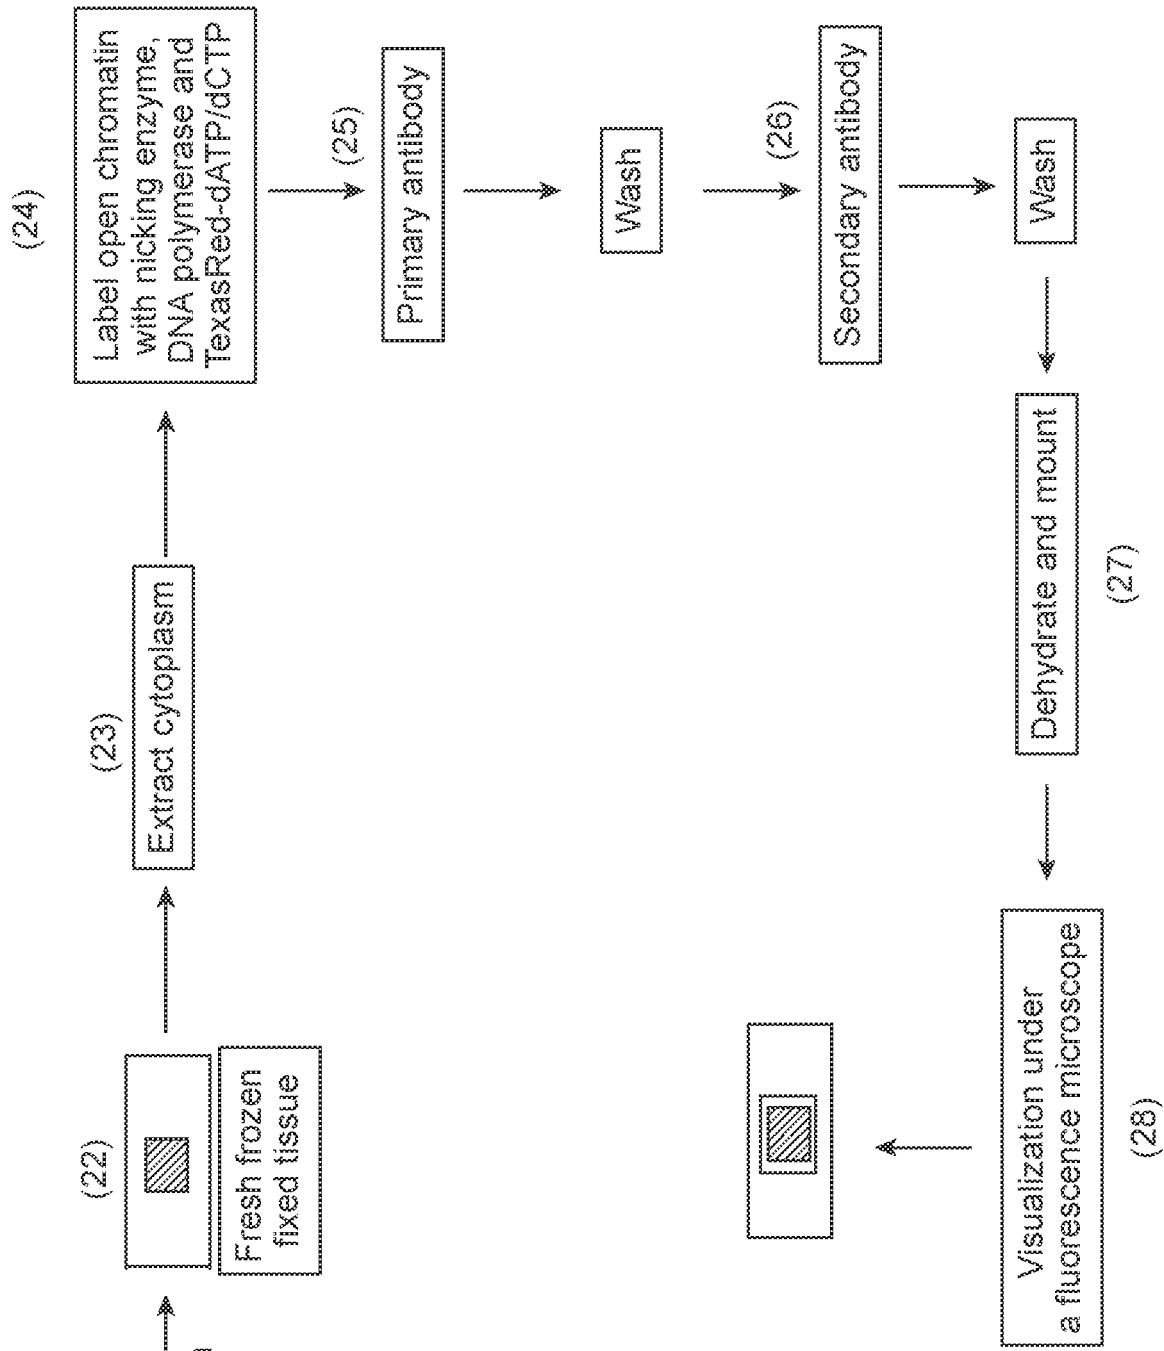 (22)
Fresh frozen
fixed tissue
(23)
Extract cytoplasm
(24)
Label open chromatin
with nicking enzyme,
DNA polymerase and
TexasRed-dATP/dCTP
(25)
Primary antibody
Wash
(26)
Secondary antibody
Wash
Dehydrate and mount
(27)
Visualization under
a fluorescence microscope
(28)